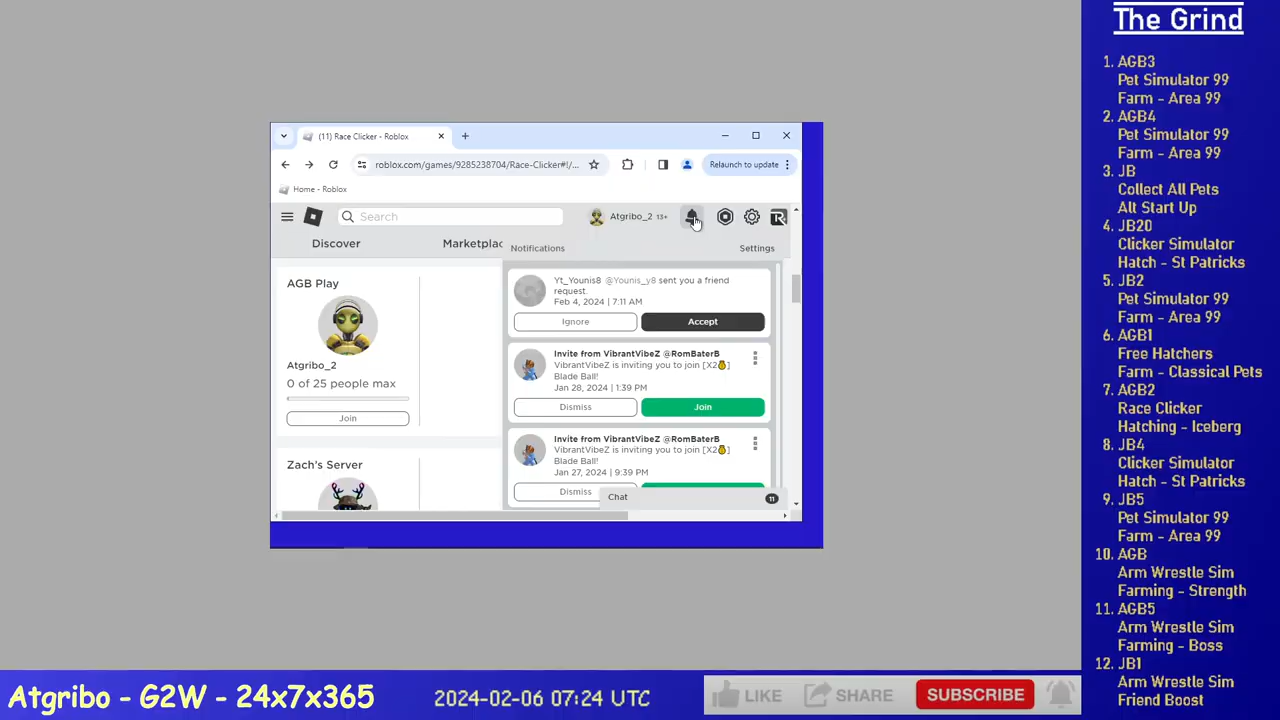 The Grind
1. AGB3
Pet Simulator 99
Farm - Area 99
2. AGB4
Pet Simulator 99
Farm - Area 99
3. JB
Collect All Pets
Alt Start Up
4. JB20
Clicker Simulator
Hatch - St Patricks
5. JB2
Pet Simulator 99
Farm - Area 99
6. AGB1
Free Hatchers
Farm - Classical Pets
7. AGB2
Race Clicker
Hatching - Iceberg
8. JB4
Clicker Simulator
Hatch - St Patricks
9. JB5
Pet Simulator 99
Farm - Area 99
10. AGB
Arm Wrestle Sim
Farming - Strength
11. AGB5
Arm Wrestle Sim
Farming - Boss
12. JB1
Arm Wrestle Sim
Friend Boost
(11) Race Clicker - Roblox
roblox.com/games/9285238704/Race-Clicker#!/...
Relaunch to update
Home - Roblox
Search
Atgribo_2 13+
Discover
Marketplac
Notifications
Settings
AGB Play
Atgribo_2
0 of 25 people max
Join
Zach's Server
Yt_Younis8 @Younis_y8 sent you a friend
request.
Feb 4, 2024 | 7:11 AM
Ignore
Accept
Invite from VibrantVibeZ @RomBaterB
VibrantVibeZ is inviting you to join [X2💰]
Blade Ball!
Jan 28, 2024 | 1:39 PM
Dismiss
Join
Invite from VibrantVibeZ @RomBaterB
VibrantVibeZ is inviting you to join [X2💰]
Blade Ball!
Jan 27, 2024 | 9:39 PM
Dismiss
Chat
11
Atgribo - G2W - 24x7x365
2024-02-06 07:24 UTC
LIKE
SHARE
SUBSCRIBE